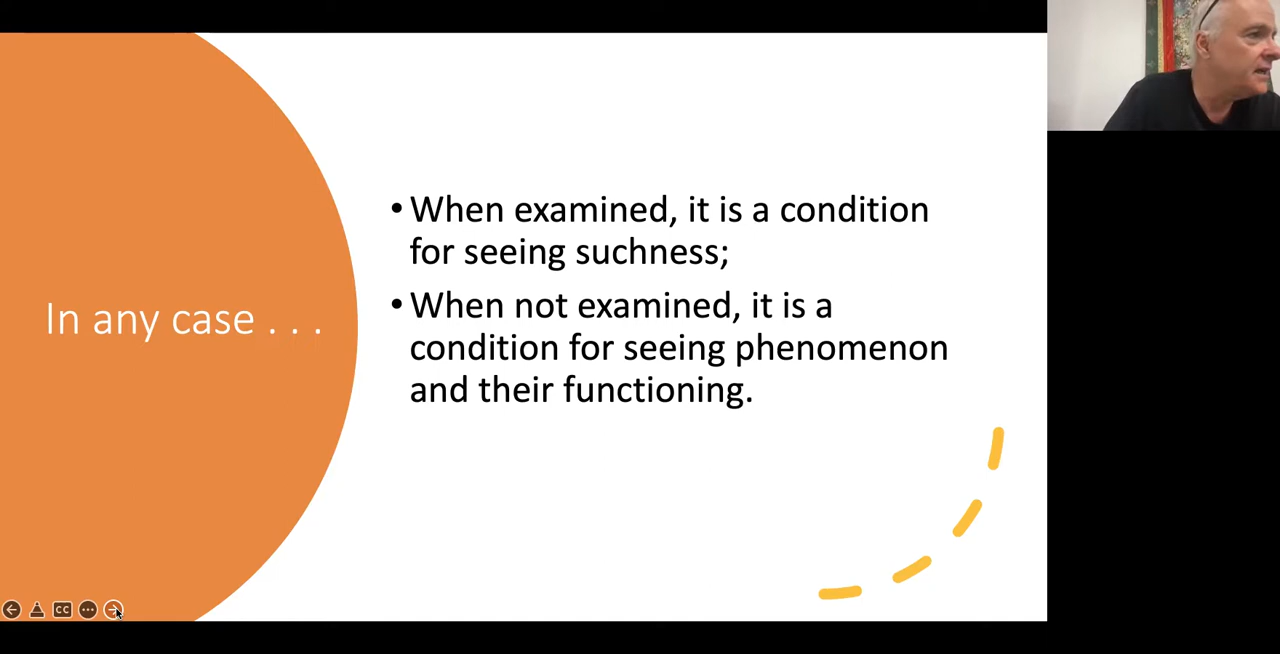 In any case . . .
• When examined, it is a condition
for seeing suchness;
• When not examined, it is a
condition for seeing phenomenon
and their functioning.
CC